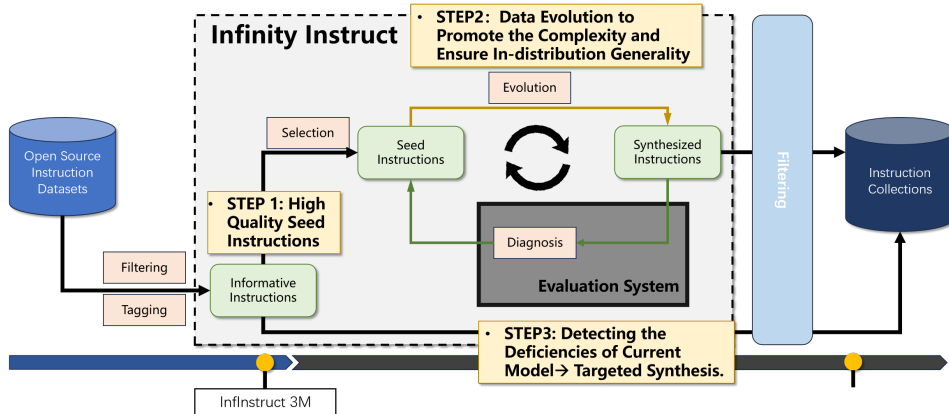 Infinity Instruct
• STEP2: Data Evolution to
Promote the Complexity and
Ensure In-distribution Generality
Evolution
Selection
Seed
Instructions
Synthesized
Instructions
Open Source
Instruction
Datasets
Filtering
Instruction
Collections
• STEP 1: High
Quality Seed
Instructions
Diagnosis
Evaluation System
Filtering
Tagging
Informative
Instructions
• STEP3: Detecting the
Deficiencies of Current
Model→ Targeted Synthesis.
InfInstruct 3M